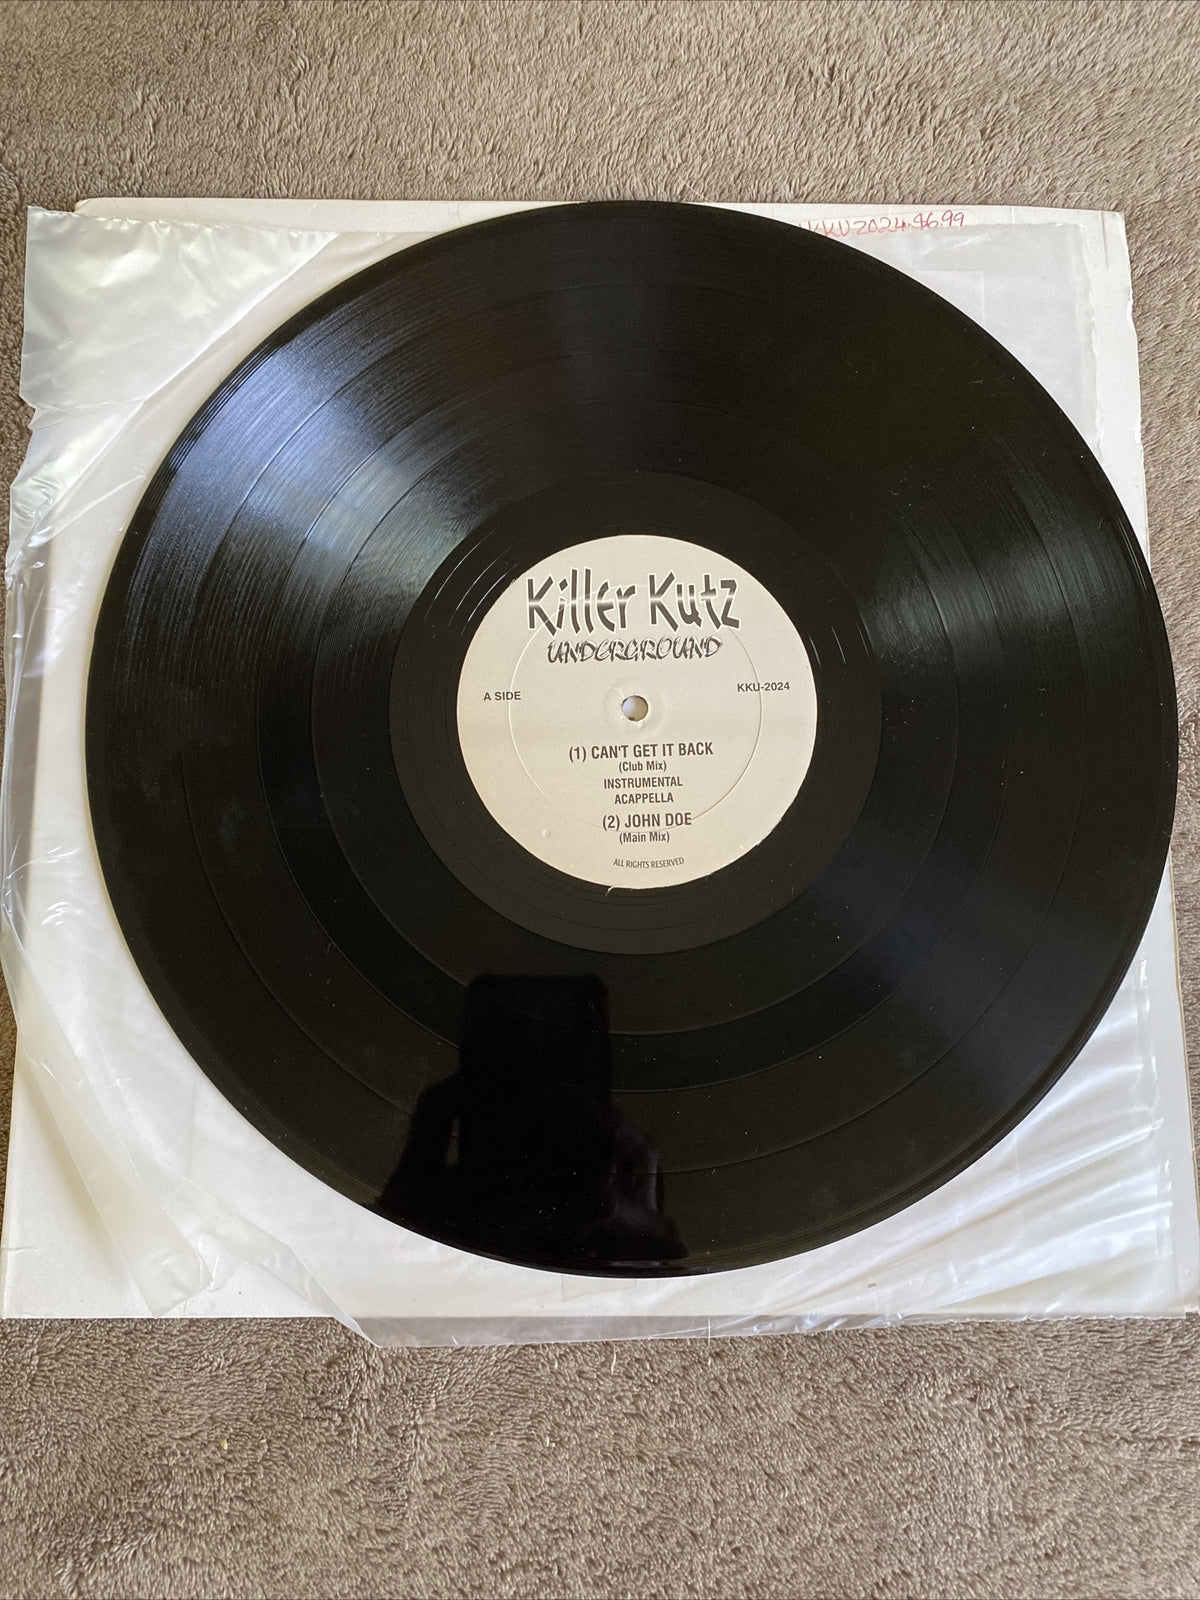 KKU2024 $6.99
Killer Kutz
UNDERGROUND
A SIDE
KKU-2024
(1) CAN'T GET IT BACK
(Club Mix)
INSTRUMENTAL
ACAPPELLA
(2) JOHN DOE
(Main Mix)
ALL RIGHTS RESERVED